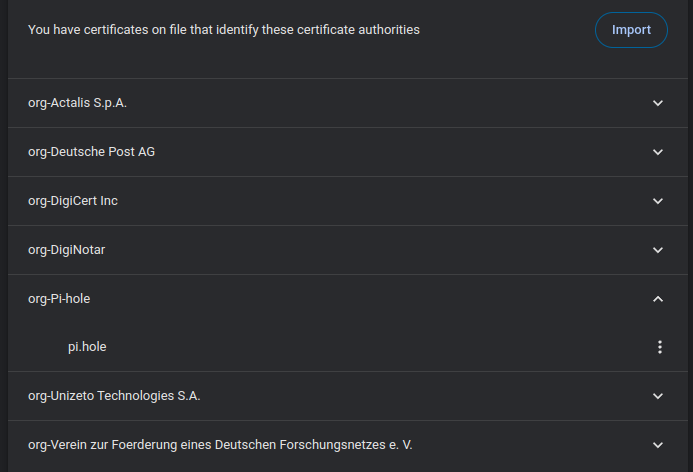 You have certificates on file that identify these certificate authorities
Import
org-Actalis S.p.A.
org-Deutsche Post AG
org-DigiCert Inc
org-DigiNotar
org-Pi-hole
pi.hole
org-Unizeto Technologies S.A.
org-Verein zur Foerderung eines Deutschen Forschungsnetzes e. V.